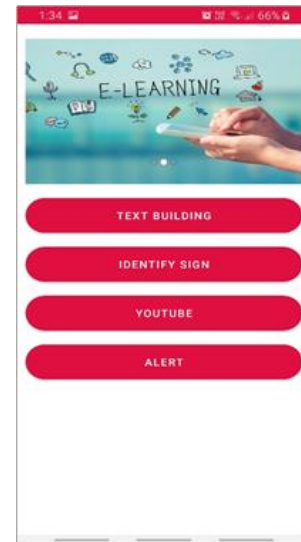 1:34 66%
E-LEARNING
TEXT BUILDING
IDENTIFY SIGN
YOUTUBE
ALERT